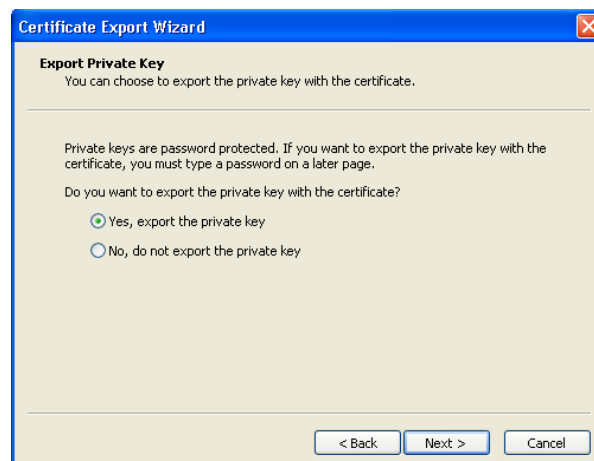 Certificate Export Wizard
Export Private Key
You can choose to export the private key with the certificate.
Private keys are password protected. If you want to export the private key with the
certificate, you must type a password on a later page.
Do you want to export the private key with the certificate?
Yes, export the private key
No, do not export the private key
< Back Next > Cancel